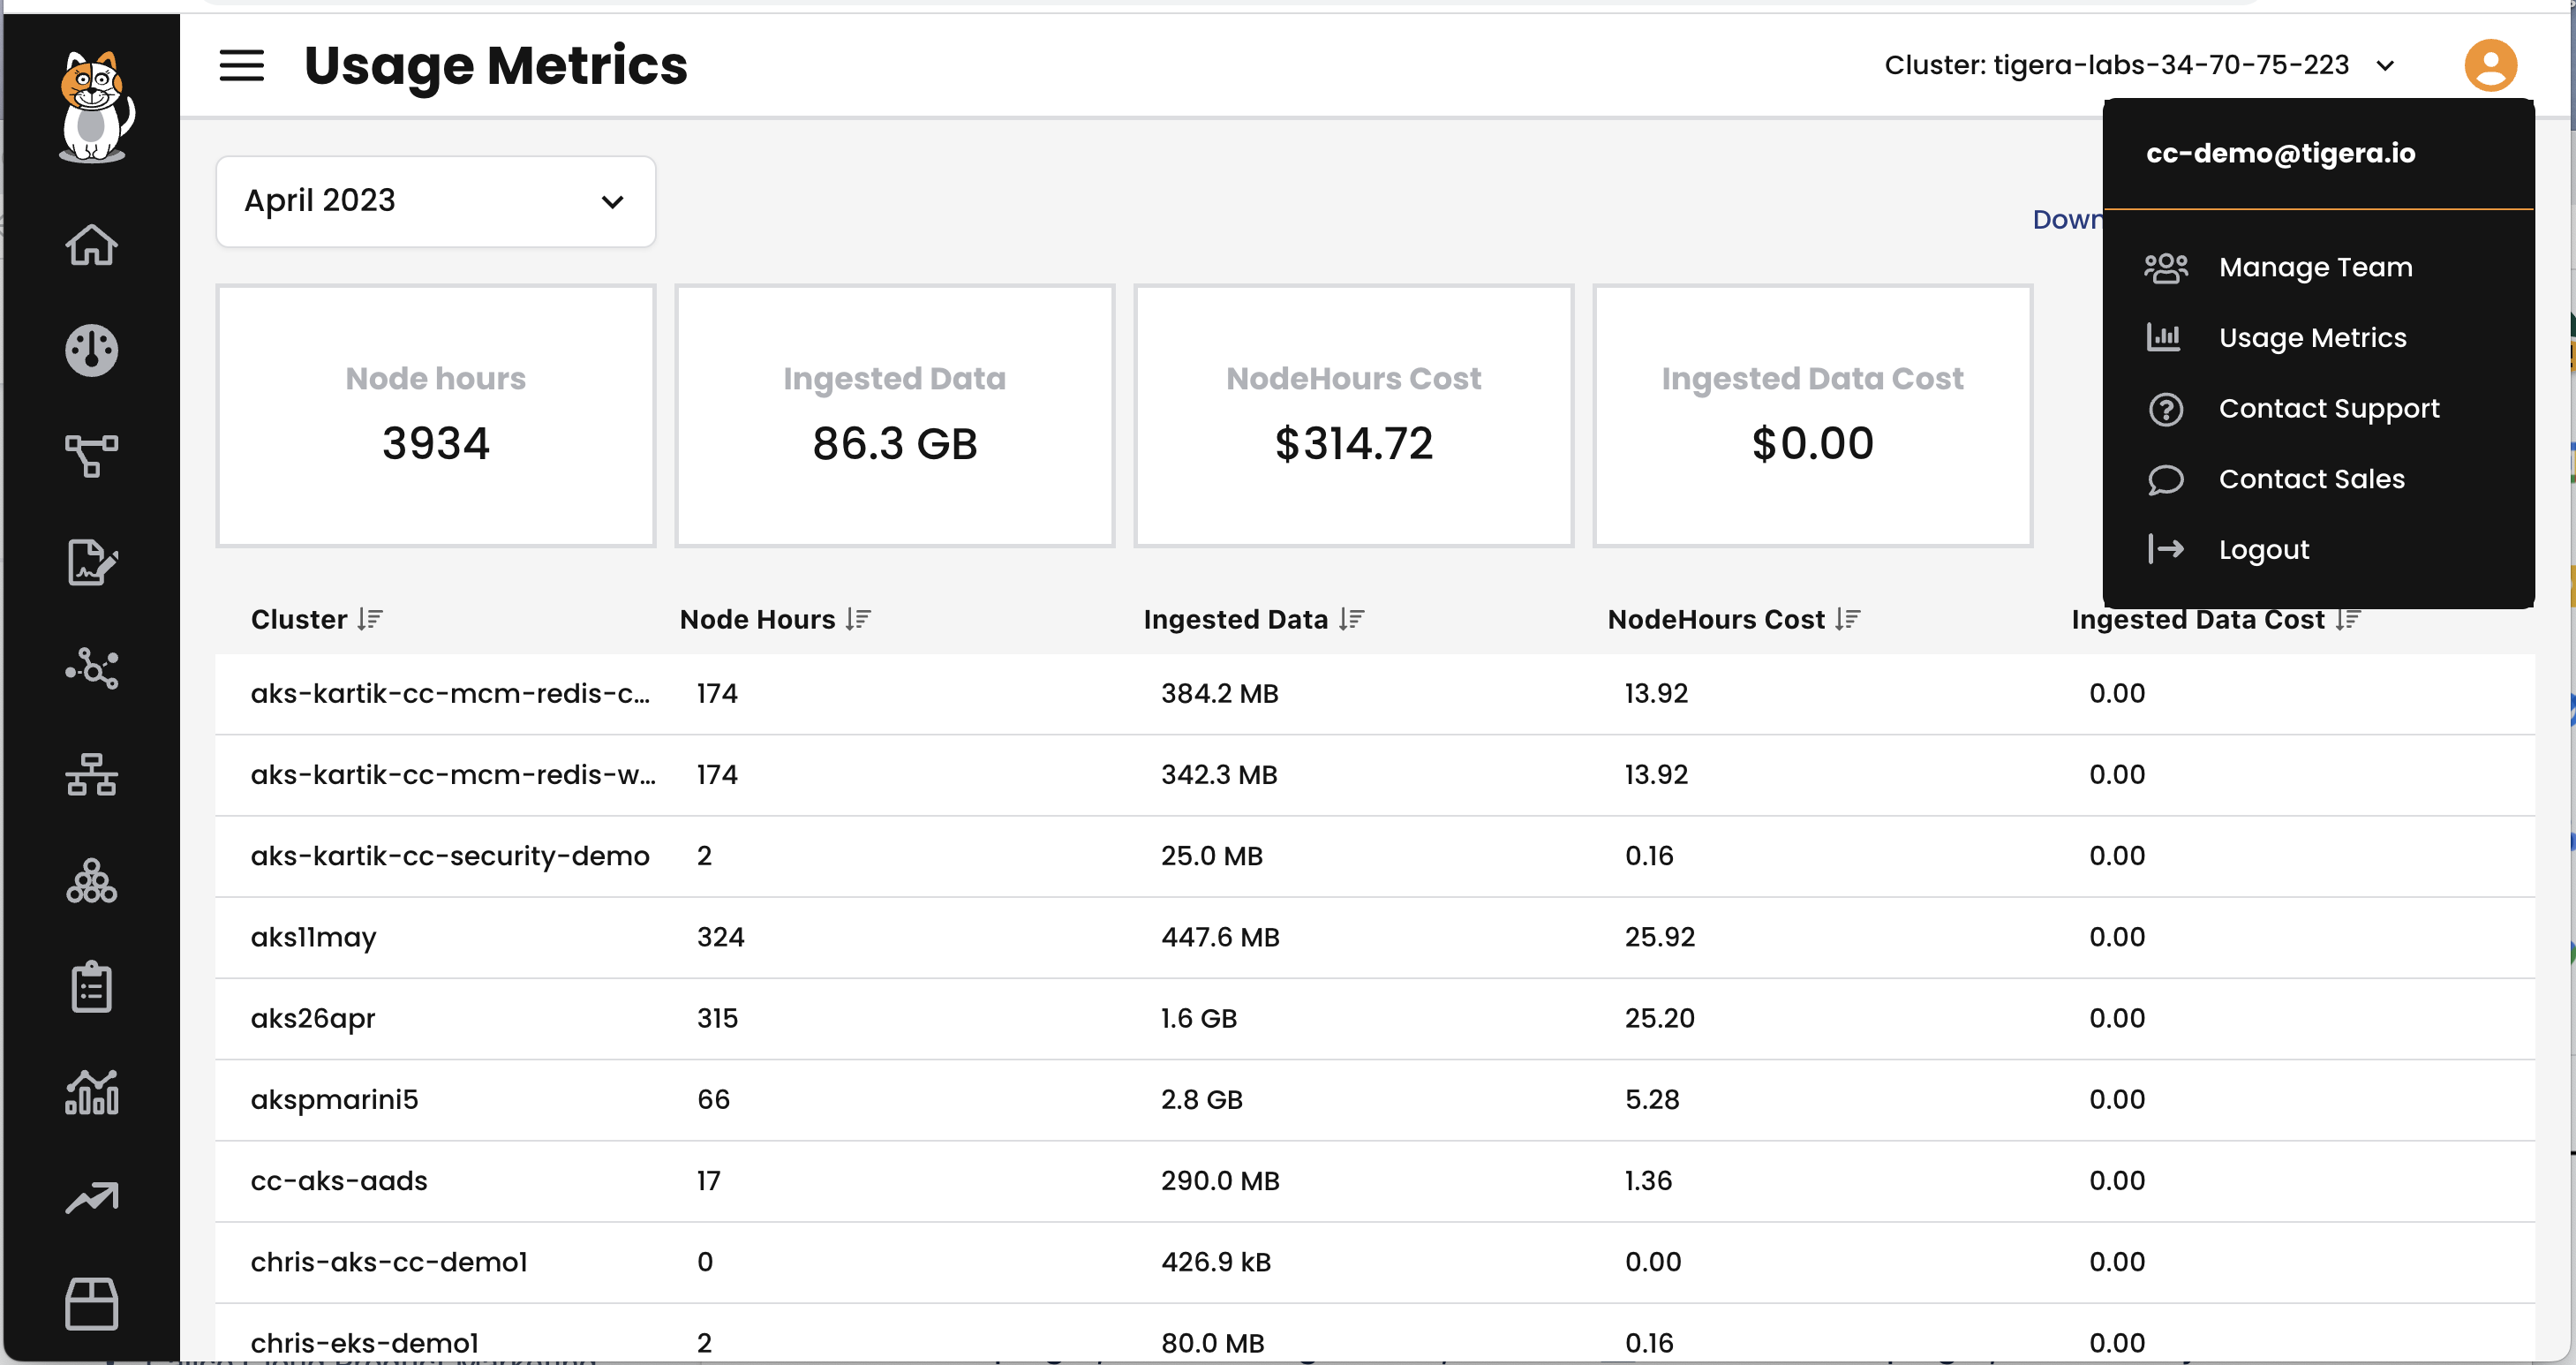 Usage Metrics
Cluster: tigera-labs-34-70-75-223
cc-demo@tigera.io
April 2023
Down
Manage Team
Usage Metrics
Contact Support
Contact Sales
Logout
Node hours
3934
Ingested Data
86.3 GB
NodeHours Cost
$314.72
Ingested Data Cost
$0.00
Cluster Node Hours Ingested Data NodeHours Cost Ingested Data Cost
aks-kartik-cc-mcm-redis-c... 174 384.2 MB 13.92 0.00
aks-kartik-cc-mcm-redis-w... 174 342.3 MB 13.92 0.00
aks-kartik-cc-security-demo 2 25.0 MB 0.16 0.00
aks11may 324 447.6 MB 25.92 0.00
aks26apr 315 1.6 GB 25.20 0.00
akspmarini5 66 2.8 GB 5.28 0.00
cc-aks-aads 17 290.0 MB 1.36 0.00
chris-aks-cc-demo1 0 426.9 kB 0.00 0.00
chris-eks-demo1 2 80.0 MB 0.16 0.00